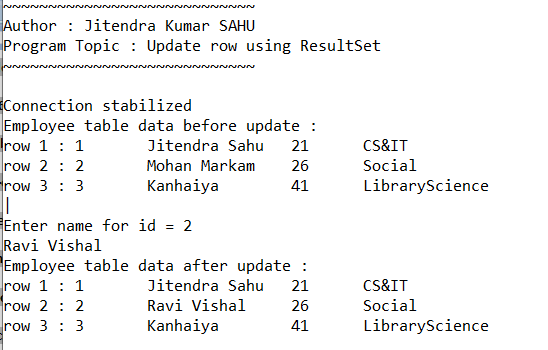 ~~~~~~~~~~~~~~~~~~~~~~~~~~~~
Author : Jitendra Kumar SAHU
Program Topic : Update row using ResultSet
~~~~~~~~~~~~~~~~~~~~~~~~~~~~
Connection stabilized
Employee table data before update :
row 1 : 1 Jitendra Sahu 21 CS&IT
row 2 : 2 Mohan Markam 26 Social
row 3 : 3 Kanhaiya 41 LibraryScience
Enter name for id = 2
Ravi Vishal
Employee table data after update :
row 1 : 1 Jitendra Sahu 21 CS&IT
row 2 : 2 Ravi Vishal 26 Social
row 3 : 3 Kanhaiya 41 LibraryScience